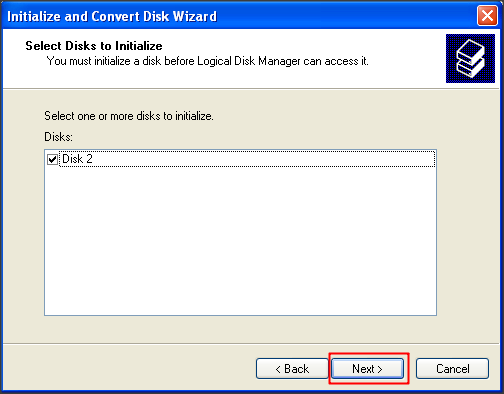 Initialize and Convert Disk Wizard
Select Disks to Initialize
You must initialize a disk before Logical Disk Manager can access it.
Select one or more disks to initialize.
Disks:
Disk 2
< Back Next > Cancel